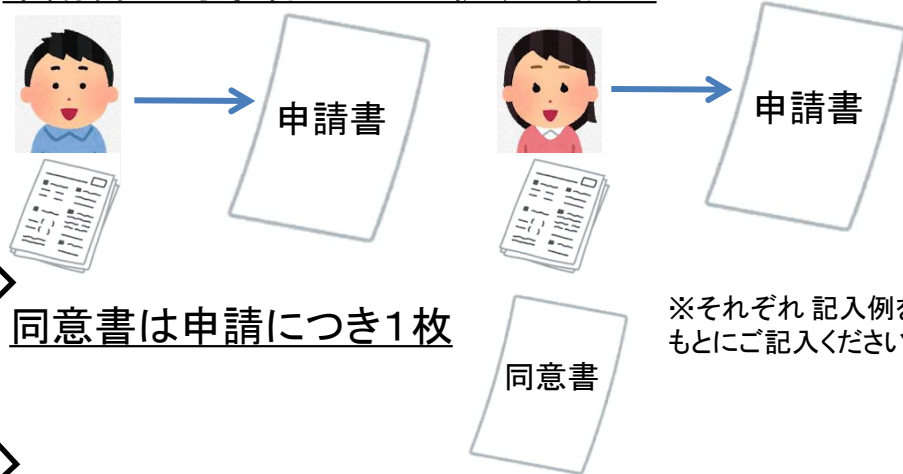 申請書
申請書
同意書は申請につき1枚
※それぞれ 記入例を
もとにご記入ください
同意書